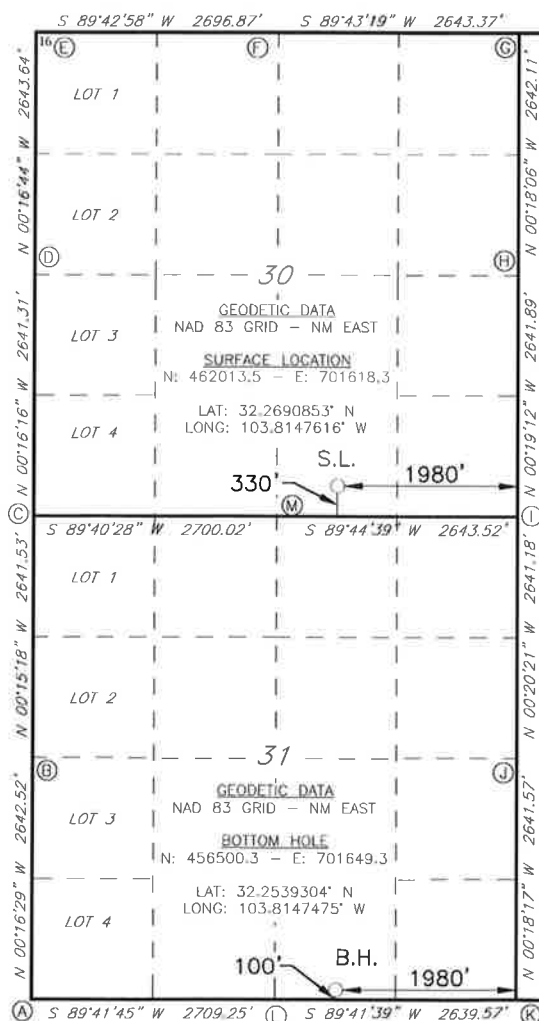 S 89°42'58" W 2696.87' S 89°43'19" W 2643.37'
16 E F G
N 00°16'44" W 2643.64'
N 00°18'06" W 2642.11'
LOT 1
LOT 2
D H
30
GEODETIC DATA
NAD 83 GRID - NM EAST
SURFACE LOCATION
N: 462013.5 - E: 701618.3
LAT: 32.2690853° N
LONG: 103.8147616° W
LOT 3
LOT 4
N 00°16'16" W 2641.31'
N 00°19'12" W 2641.89'
S.L.
330' 1980'
C M I
S 89°40'28" W 2700.02' S 89°44'39" W 2643.52'
N 00°15'18" W 2641.53'
N 00°20'21" W 2641.18'
LOT 1
LOT 2
31
B J
GEODETIC DATA
NAD 83 GRID - NM EAST
BOTTOM HOLE
N: 456500.3 - E: 701649.3
LAT: 32.2539304° N
LONG: 103.8147475° W
LOT 3
LOT 4
N 00°16'29" W 2642.52'
N 00°18'17" W 2641.57'
B.H.
100' 1980'
A L K
S 89°41'45" W 2709.25' S 89°41'39" W 2639.57'